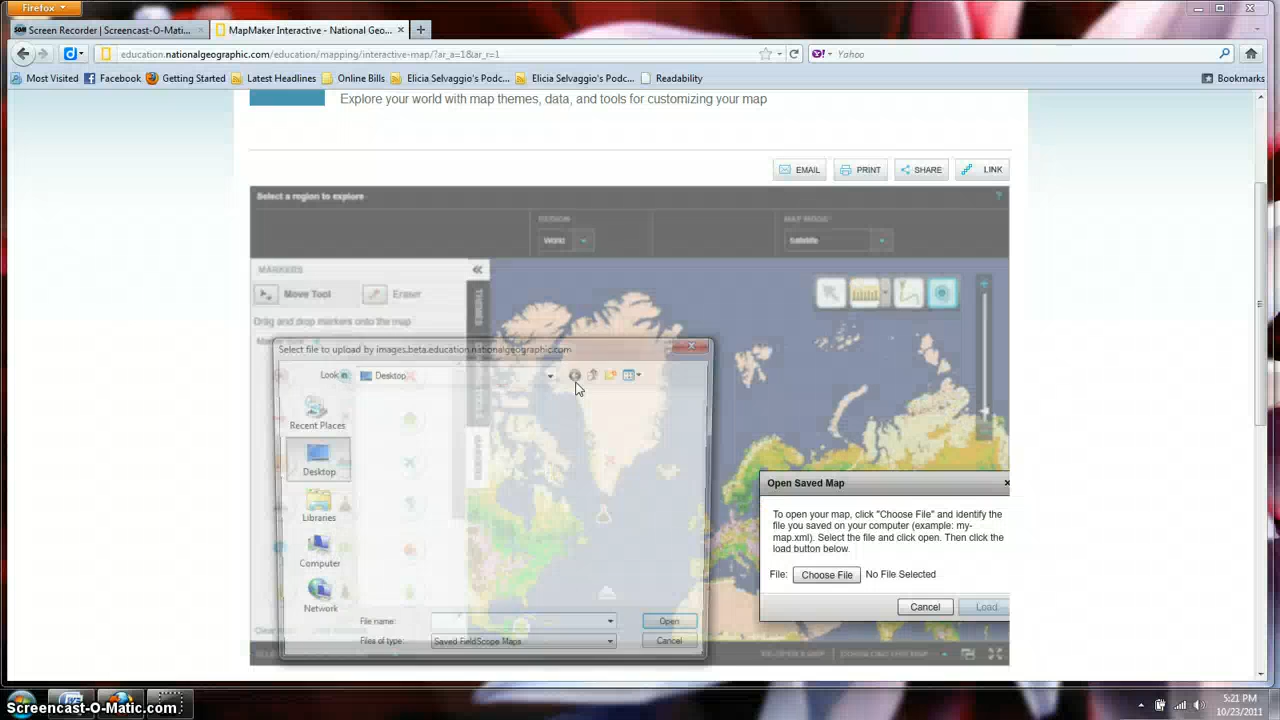 Firefox
Screen Recorder | Screencast-O-Mati...
MapMaker Interactive - National Geo...
education.nationalgeographic.com/education/mapping/interactive-map/?ar_a=1&ar_r=1
Yahoo
Most Visited
Facebook
Getting Started
Latest Headlines
Online Bills
Elicia Selvaggio's Podc...
Elicia Selvaggio's Podc...
Readability
Bookmarks
Explore your world with map themes, data, and tools for customizing your map
EMAIL
PRINT
SHARE
LINK
Select a region to explore
?
REGION
MAP MODE
World
Satellite
MARKERS
Move Tool
Eraser
Drag and drop markers onto the map
THEMES
Select file to upload by images.beta.education.nationalgeographic.com
Look in
Desktop
Recent Places
Desktop
Libraries
Computer
Network
File name:
Open
Files of type:
Saved FieldScope Maps
Cancel
Open Saved Map
To open your map, click "Choose File" and identify the
file you saved on your computer (example: my-
map.xml). Select the file and click open. Then click the
load button below.
File:
Choose File
No File Selected
Cancel
Load
Screencast-O-Matic.com
5:21 PM
10/23/2011